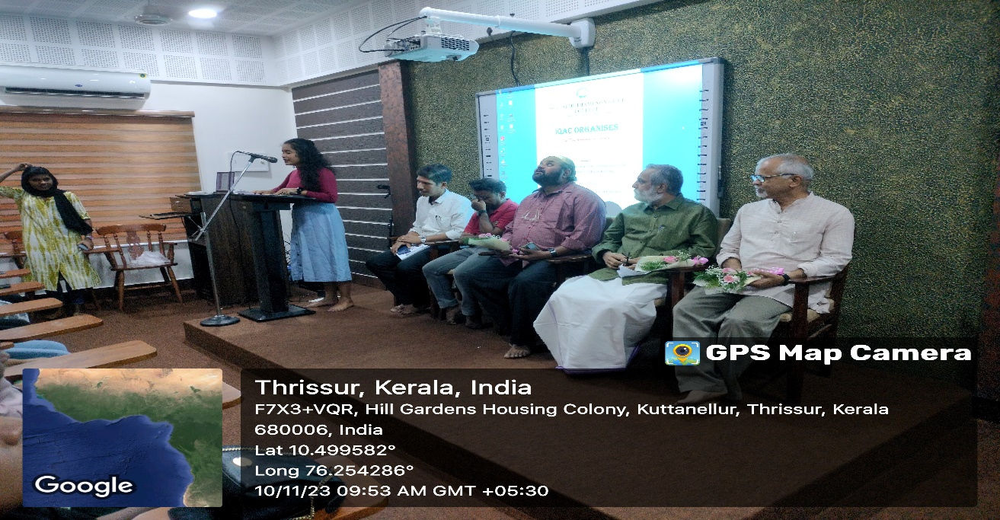 IQAC ORGANISES
GPS Map Camera
Thrissur, Kerala, India
F7X3+VQR, Hill Gardens Housing Colony, Kuttanellur, Thrissur, Kerala
680006, India
Lat 10.499582°
Long 76.254286°
10/11/23 09:53 AM GMT +05:30
Google